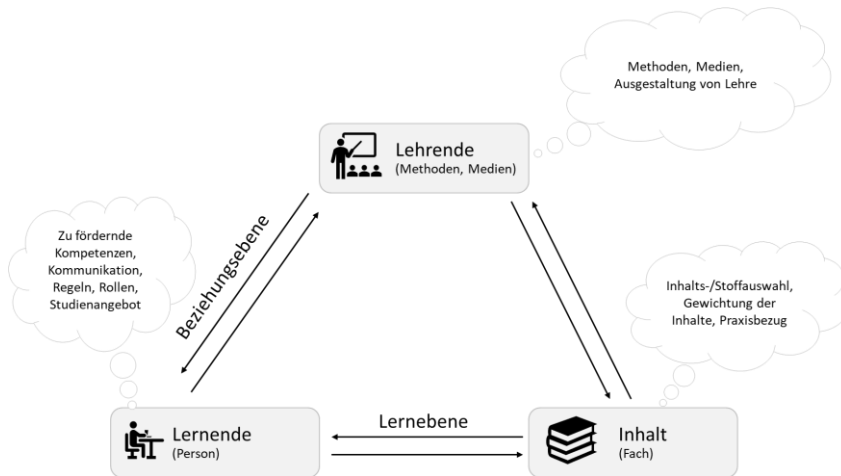 Methoden, Medien,
Ausgestaltung von Lehre
Lehrende
(Methoden, Medien)
Beziehungsebene
Zu fördernde
Kompetenzen,
Kommunikation,
Regeln, Rollen,
Studienangebot
Inhalts-/Stoffauswahl,
Gewichtung der
Inhalte, Praxisbezug
Lernende
(Person)
Lernebene
Inhalt
(Fach)